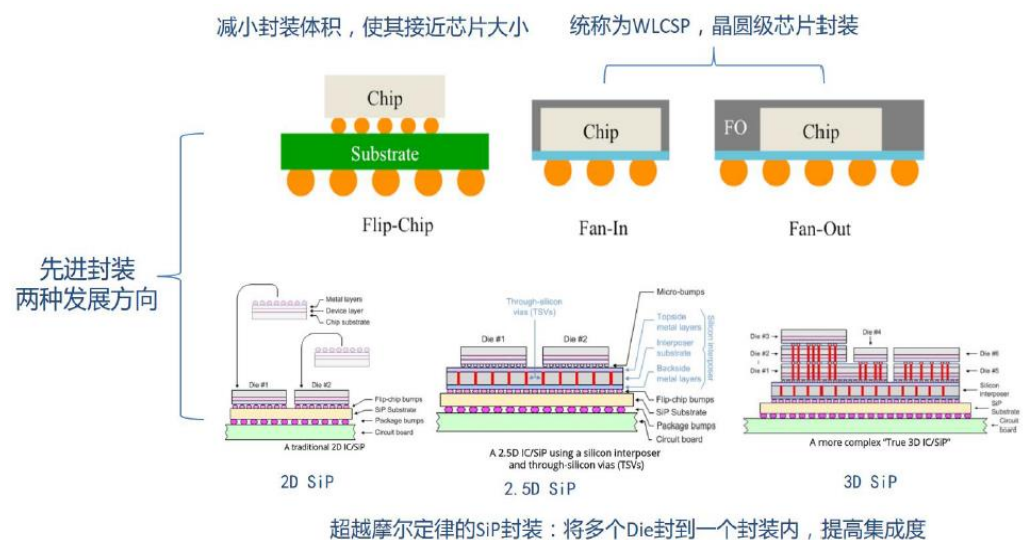 减小封装体积，使其接近芯片大小
统称为WLCSP，晶圆级芯片封装
Chip
Substrate
Flip-Chip
Chip
Fan-In
FO
Chip
Fan-Out
先进封装
两种发展方向
Metal layers
Device layer
Chip substrate
Die #1
Die #2
Flip-chip bumps
SiP Substrate
Package bumps
Circuit board
A traditional 2D IC/SiP
2D SiP
Through-silicon
vias (TSVs)
Die #1
Die #2
Micro-bumps
Topside
metal layers
Interposer
substrate
Backside
metal layers
Silicon interposer
Flip-chip bumps
SiP Substrate
Package bumps
Circuit board
A 2.5D IC/SiP using a silicon interposer
and through-silicon vias (TSVs)
2.5D SiP
Die #3
Die #2
Die #1
Die #4
Die #6
Die #5
Silicon
Interposer
SiP
Substrate
Circuit
board
A more complex "True 3D IC/SiP"
3D SiP
超越摩尔定律的SiP封装：将多个Die封到一个封装内，提高集成度